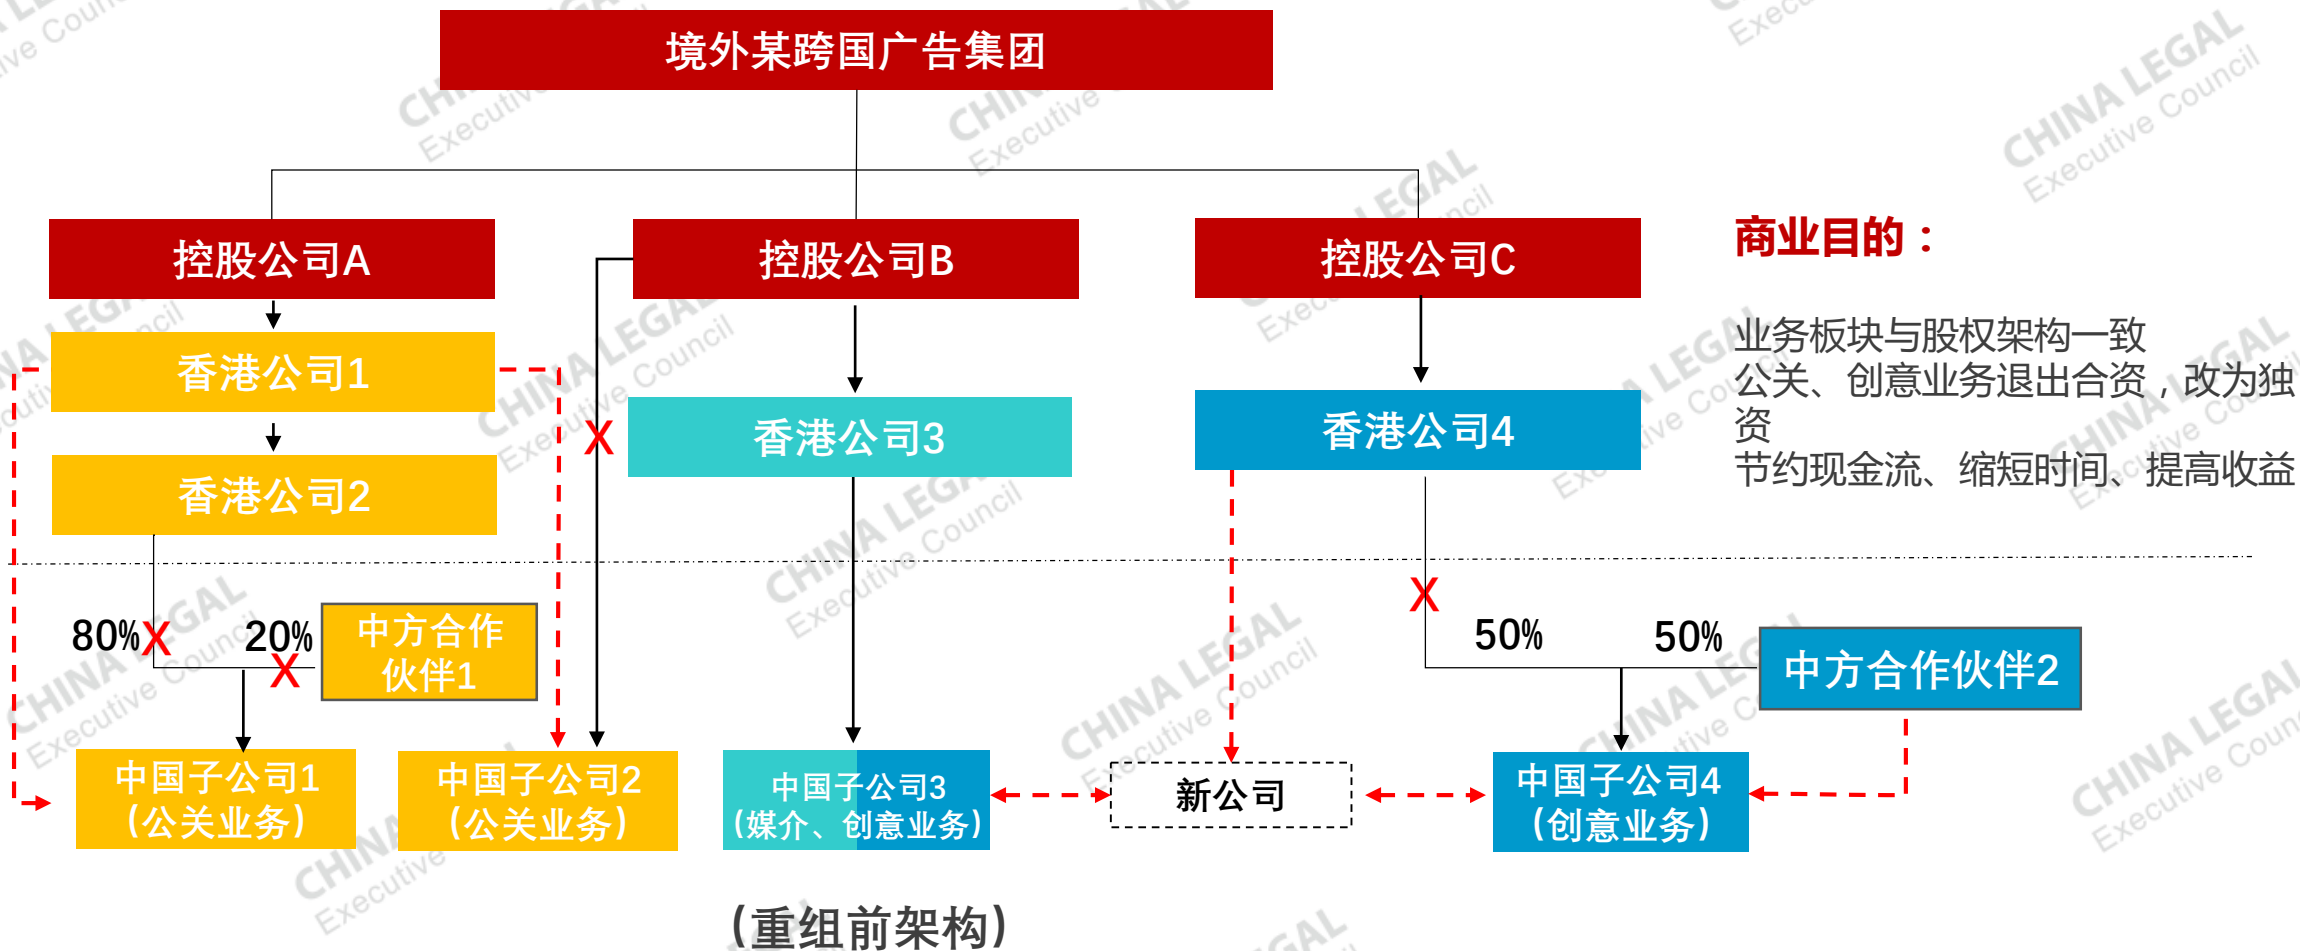 境外某跨国广告集团
控股公司A
控股公司B
控股公司C
商业目的：
业务板块与股权架构一致
公关、创意业务退出合资，改为独
资
节约现金流、缩短时间、提高收益
香港公司1
香港公司2
香港公司3
香港公司4
X
X
80%
X
20%
X
中方合作
伙伴1
50%
50%
中方合作伙伴2
中国子公司1
(公关业务)
中国子公司2
(公关业务)
中国子公司3
(媒介、创意业务)
新公司
中国子公司4
(创意业务)
(重组前架构)
CHINA LEGAL
Executive Council